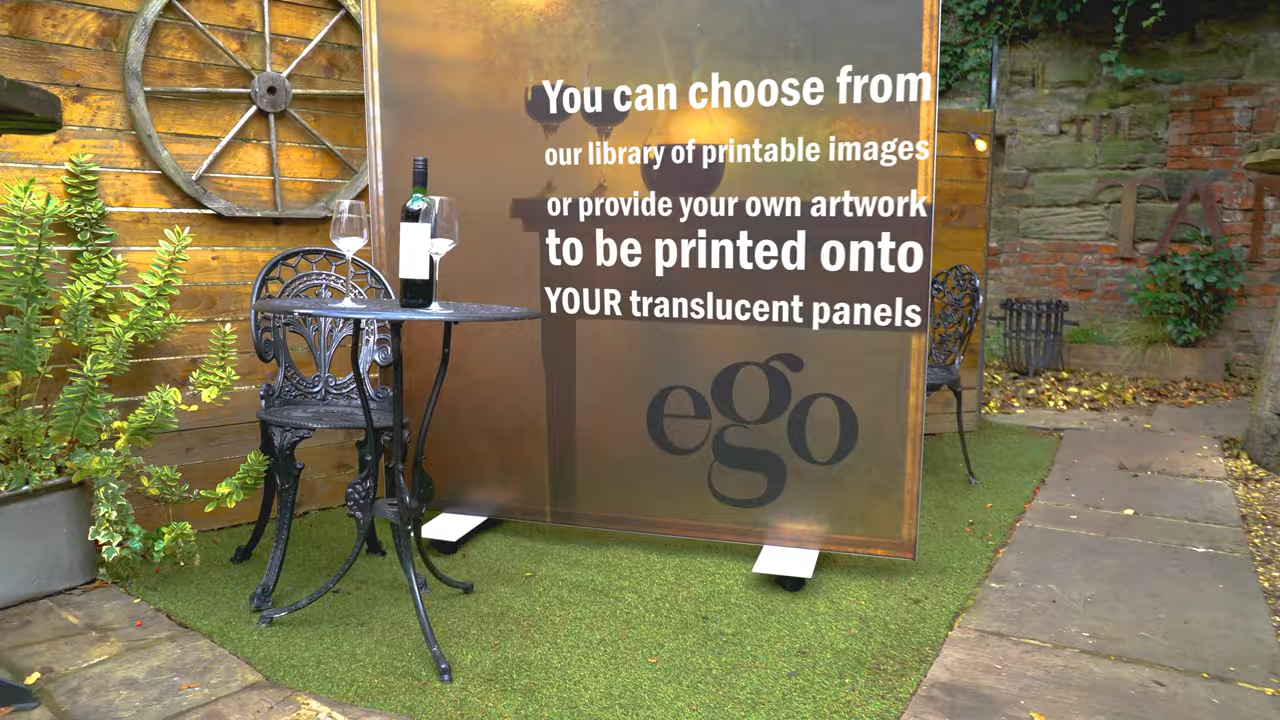 You can choose from
our library of printable images
or provide your own artwork
to be printed onto
YOUR translucent panels
ego